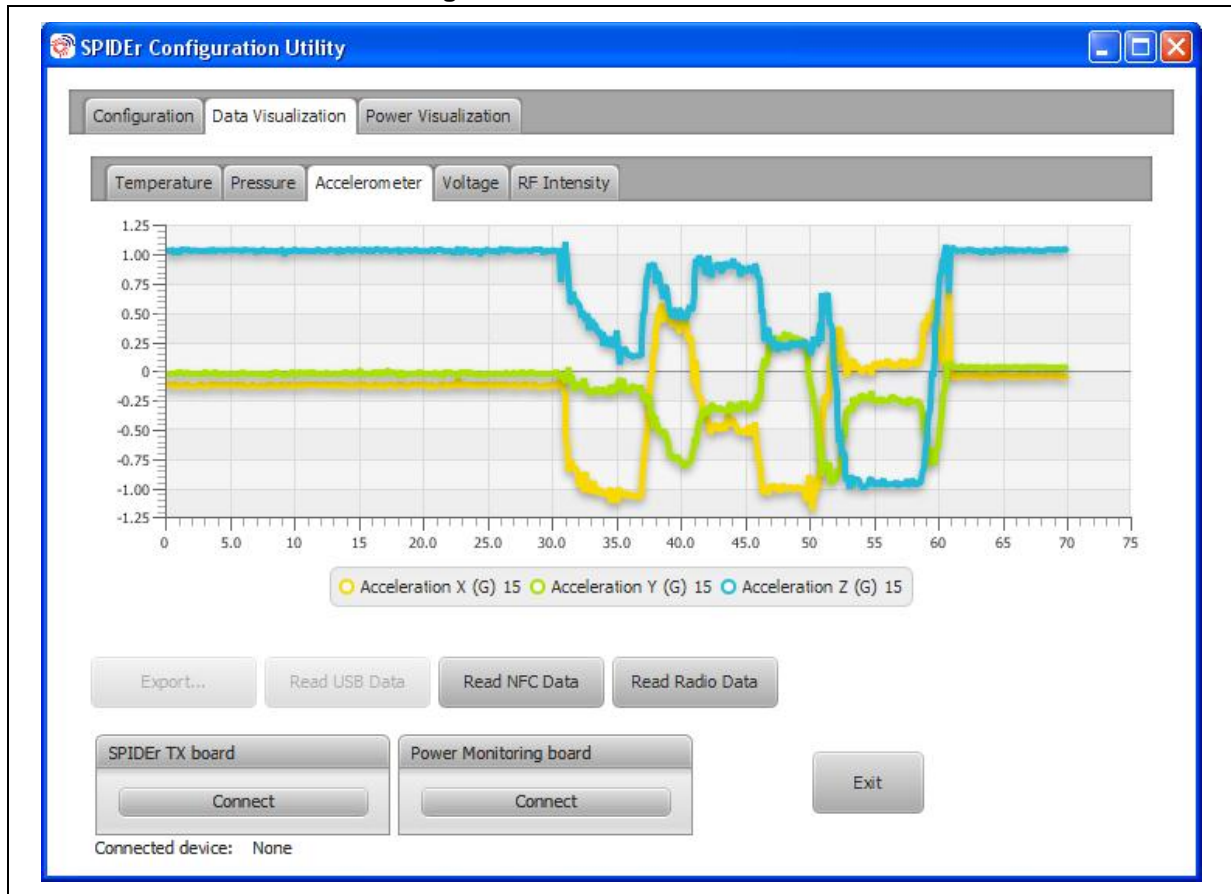 SPIDEr Configuration Utility
Configuration Data Visualization Power Visualization
Temperature Pressure Accelerometer Voltage RF Intensity
1.25
1.00
0.75
0.50
0.25
0
-0.25
-0.50
-0.75
-1.00
-1.25
0 5.0 10 15 20.0 25.0 30.0 35.0 40.0 45.0 50 55 60 65 70 75
Acceleration X (G) 15 Acceleration Y (G) 15 Acceleration Z (G) 15
Export... Read USB Data Read NFC Data Read Radio Data
SPIDEr TX board Power Monitoring board
Connect Connect Exit
Connected device: None